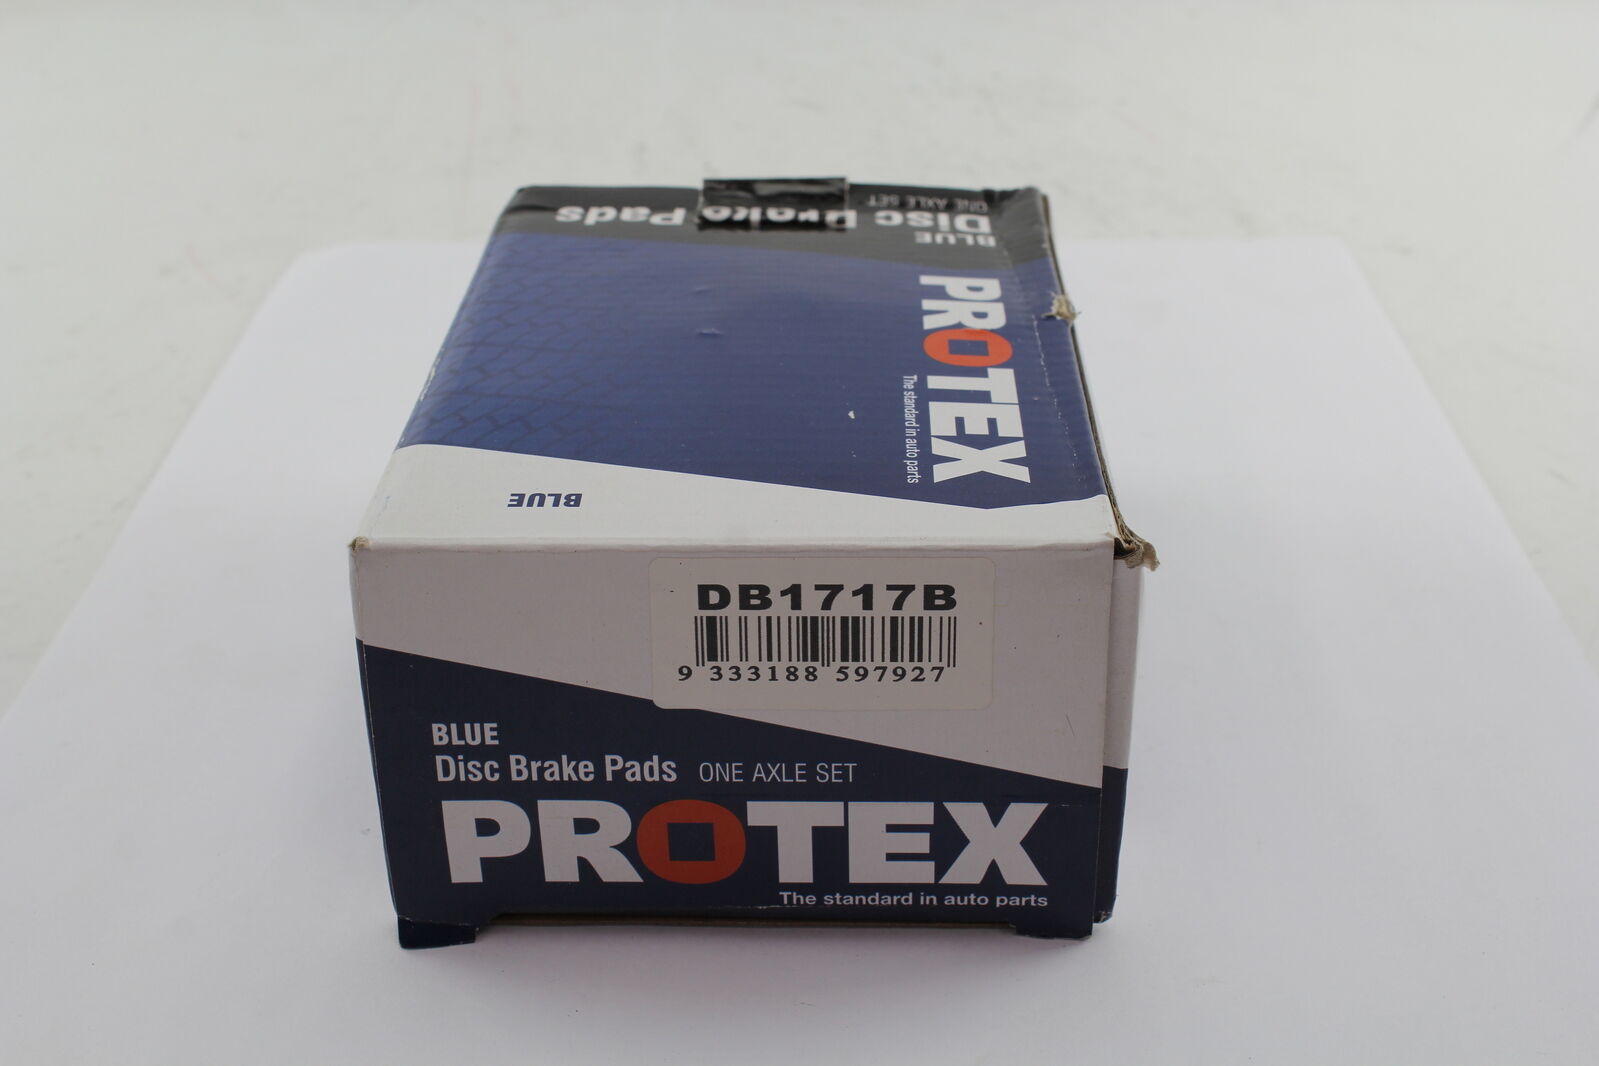 ONE AXLE SET
Disc Brake Pads
BLUE
PROTEX
The standard in auto parts
BLUE
DB1717B
9 333188 597927
BLUE
Disc Brake Pads ONE AXLE SET
PROTEX
The standard in auto parts